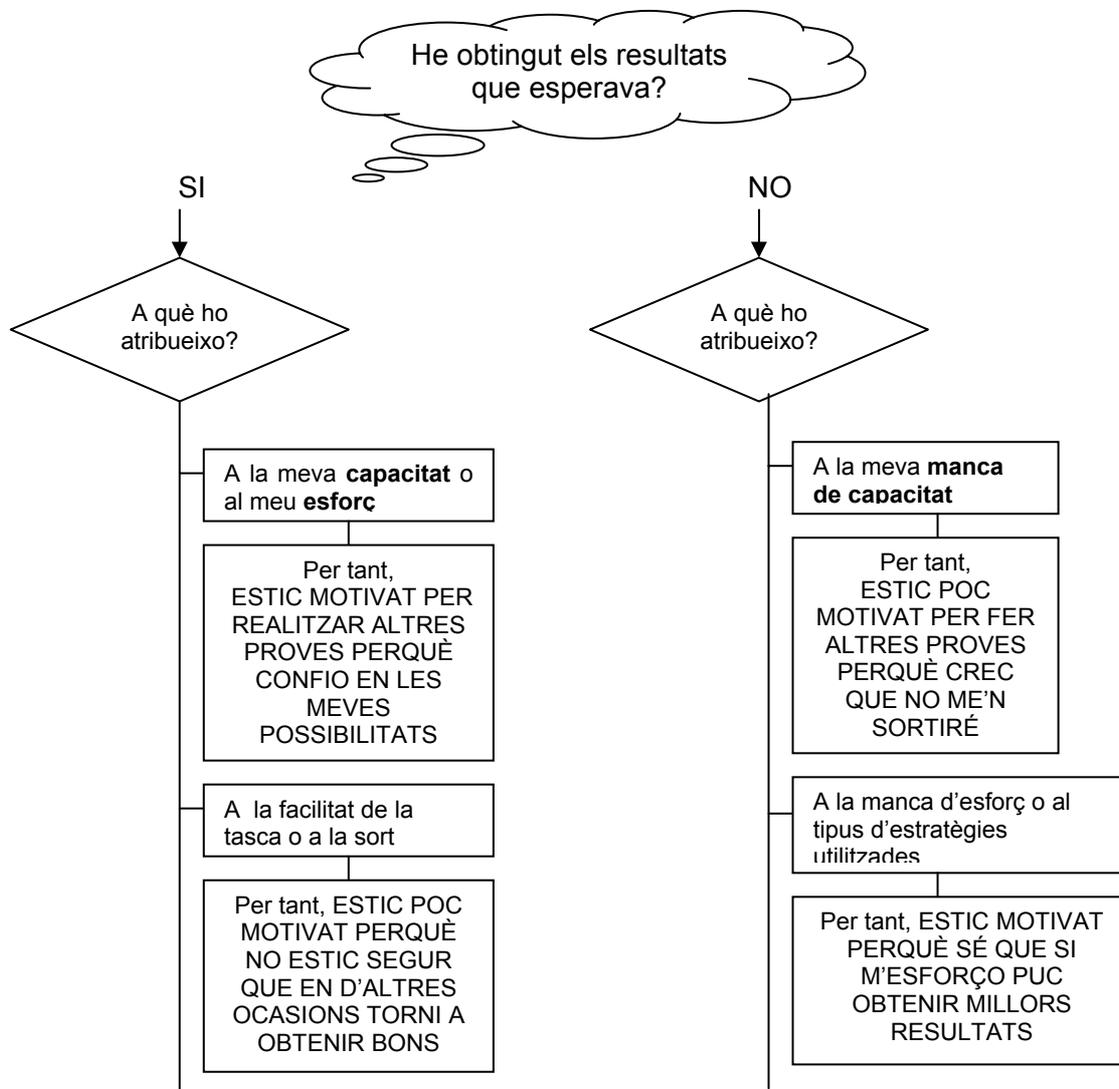 He obtingut els resultats
que esperava?
SI
A què ho
atribueixo?
A la meva capacitat o
al meu esforç
Per tant,
ESTIC MOTIVAT PER
REALITZAR ALTRES
PROVES PERQUÈ
CONFIO EN LES
MEVES
POSSIBILITATS
A la facilitat de la
tasca o a la sort
Per tant, ESTIC POC
MOTIVAT PERQUÈ
NO ESTIC SEGUR
QUE EN D'ALTRES
OCASIONS TORNI A
OBTENIR BONS
NO
A què ho
atribueixo?
A la meva manca
de capacitat
Per tant,
ESTIC POC
MOTIVAT PER FER
ALTRES PROVES
PERQUÈ CREC
QUE NO ME'N
SORTIRÉ
A la manca d'esforç o al
tipus d'estratègies
utilitzades
Per tant, ESTIC MOTIVAT
PERQUÈ SÉ QUE SI
M'ESFORÇO PUC
OBTENIR MILLORS
RESULTATS